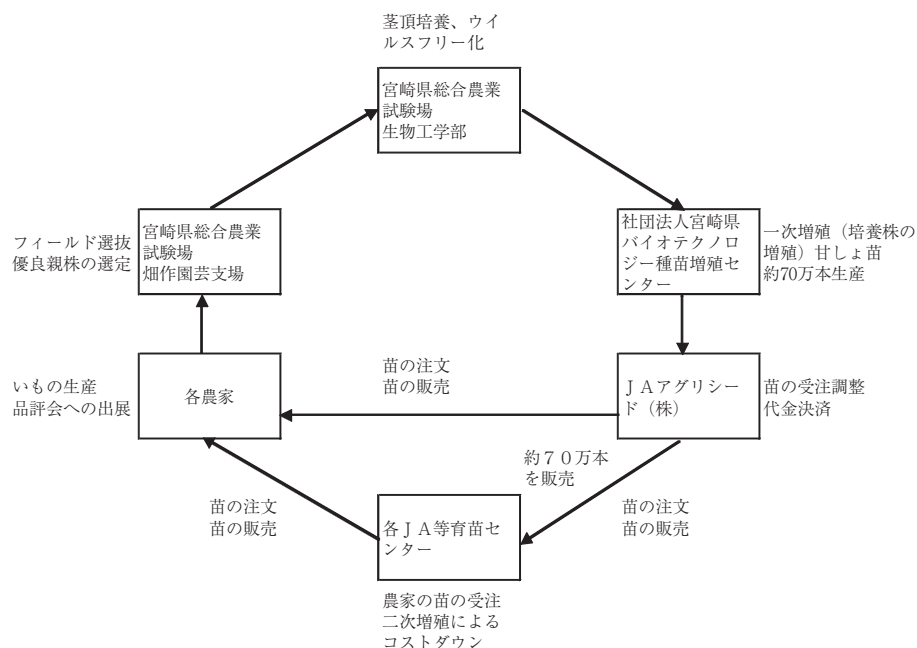 茎頂培養、ウイ
ルスフリー化
宮崎県総合農業
試験場
生物工学部
フィールド選抜
優良親株の選定
宮崎県総合農業
試験場
畑作園芸支場
社団法人宮崎県
バイオテクノロ
ジー種苗増殖セ
ンター
一次増殖（培養株の
増殖）甘しょ苗
約70万本生産
いもの生産
品評会への出展
各農家
苗の注文
苗の販売
ＪＡアグリシー
ド（株）
苗の受注調整
代金決済
約７０万本
を販売
苗の注文
苗の販売
各ＪＡ等育苗セ
ンター
苗の注文
苗の販売
農家の苗の受注
二次増殖による
コストダウン